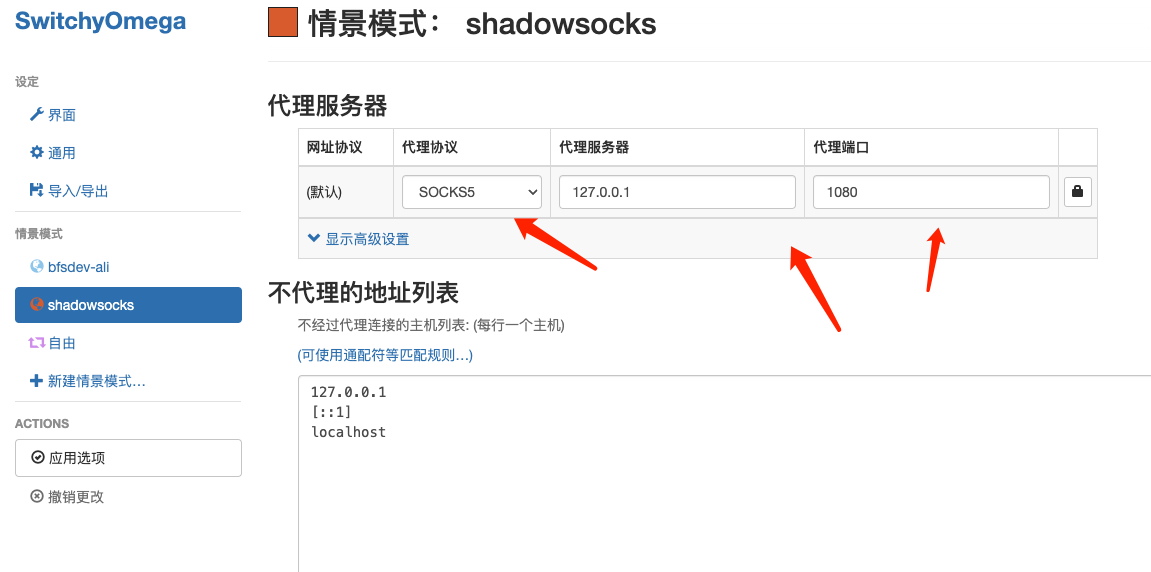 SwitchyOmega
设定
界面
通用
导入/导出
情景模式
bfsdev-ali
shadowsocks
自由
新建情景模式…
ACTIONS
应用选项
撤销更改
情景模式： shadowsocks
代理服务器
网址协议 代理协议 代理服务器 代理端口
(默认) SOCKS5 127.0.0.1 1080
显示高级设置
不代理的地址列表
不经过代理连接的主机列表: (每行一个主机)
(可使用通配符等匹配规则…)
127.0.0.1
[::1]
localhost